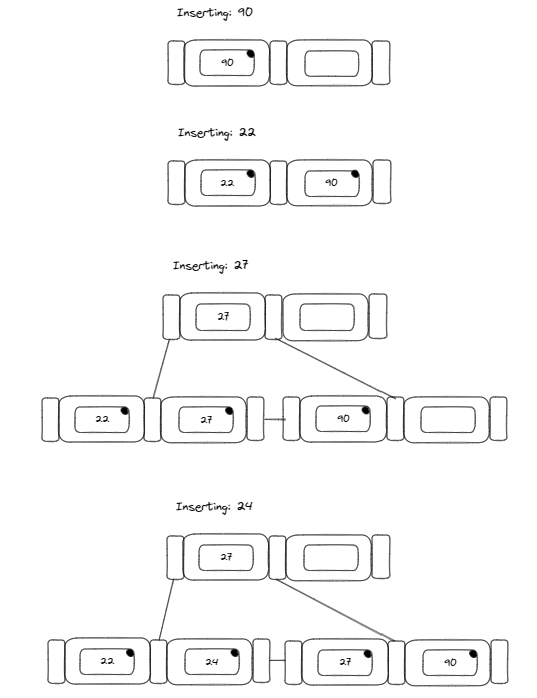 Inserting: 90
90
Inserting: 22
22 90
Inserting: 27
27
22 27 90
Inserting: 24
27
22 24 27 90